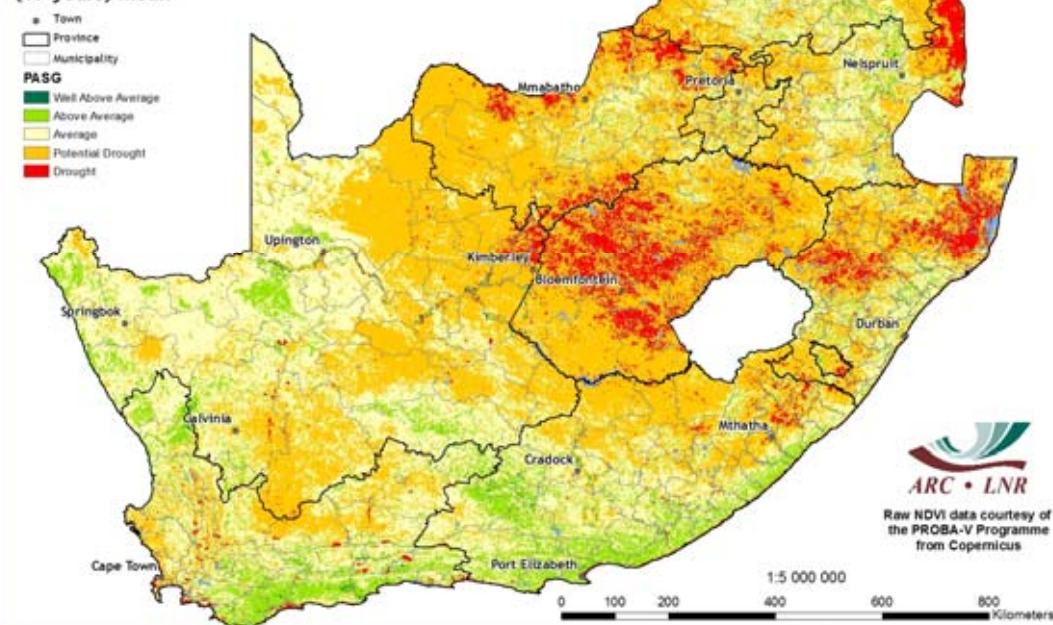 Town
Province
Municipality
PASG
Well Above Average
Above Average
Average
Potential Drought
Drought
Nelspruit
Mmabatho
Pretoria
Upington
Kimberley
Bloemfontein
Springbok
Durban
Calvinia
Mthatha
Cradock
ARC • LNR
Raw NDVI data courtesy of
the PROBA-V Programme
from Copernicus
Cape Town
Port Elizabeth
1:5 000 000
0 100 200 400 600 800
Kilometers